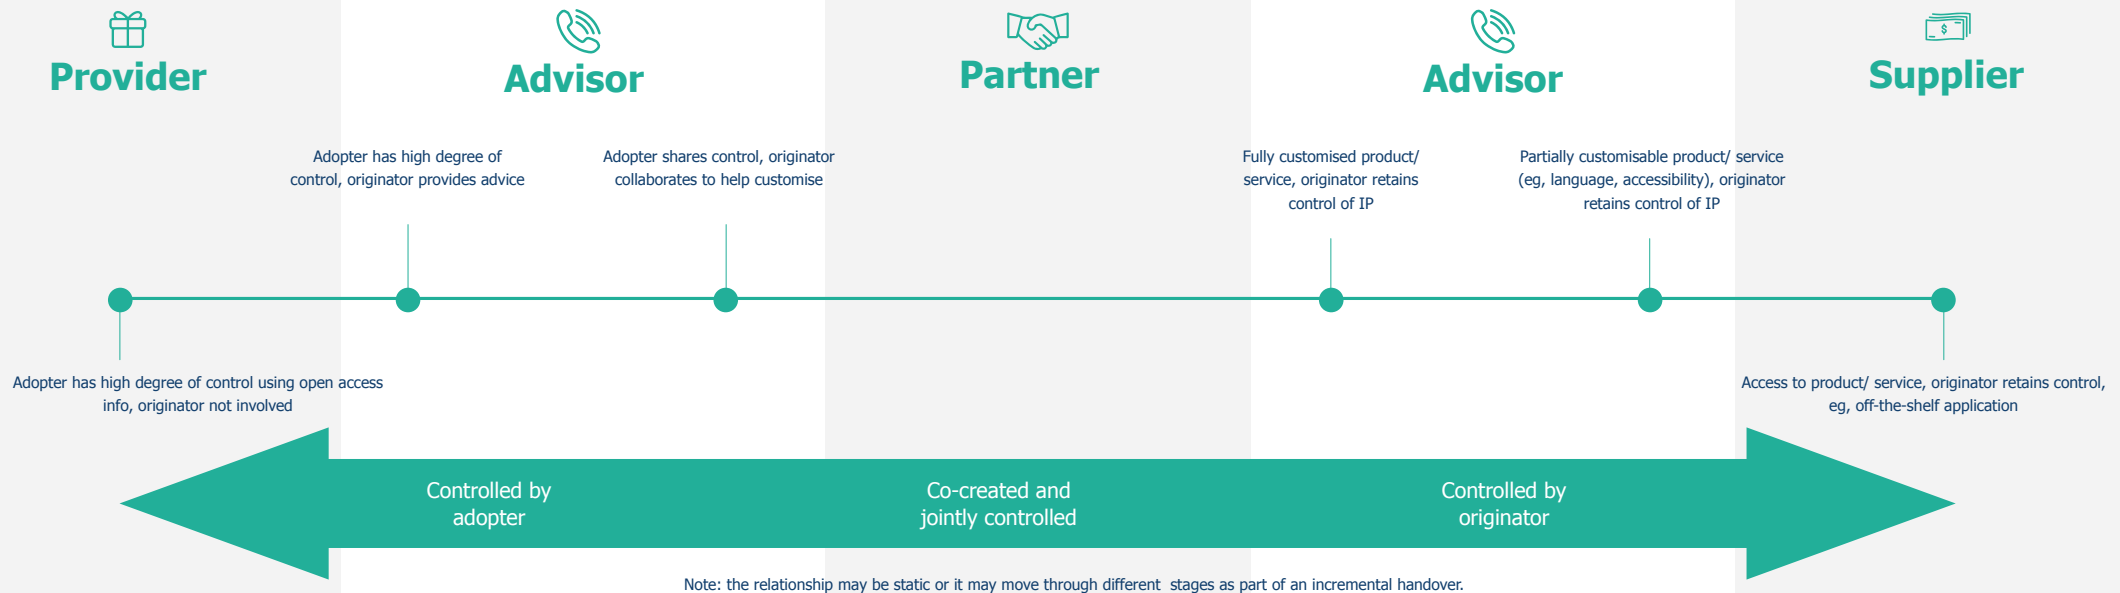 Provider
Advisor
Partner
Advisor
Supplier
Adopter has high degree of
control, originator provides advice
Adopter shares control, originator
collaborates to help customise
Fully customised product/
service, originator retains
control of IP
Partially customisable product/ service
(eg, language, accessibility), originator
retains control of IP
Adopter has high degree of control using open access
info, originator not involved
Access to product/ service, originator retains control,
eg, off-the-shelf application
Controlled by
adopter
Co-created and
jointly controlled
Controlled by
originator
Note: the relationship may be static or it may move through different  stages as part of an incremental handover.